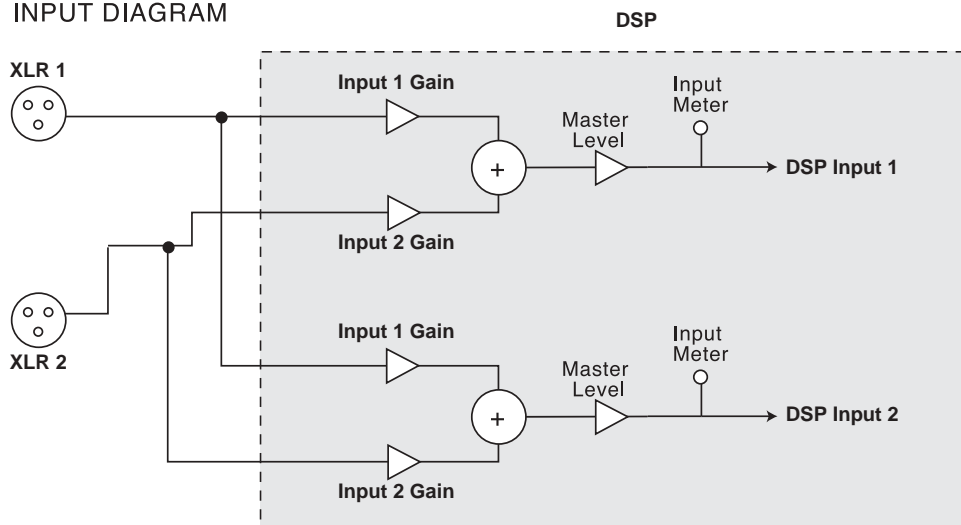 INPUT DIAGRAM
DSP
XLR 1
Input 1 Gain
Input
Meter
Master
Level
+
DSP Input 1
Input 2 Gain
XLR 2
Input 1 Gain
Input
Meter
Master
Level
+
DSP Input 2
Input 2 Gain